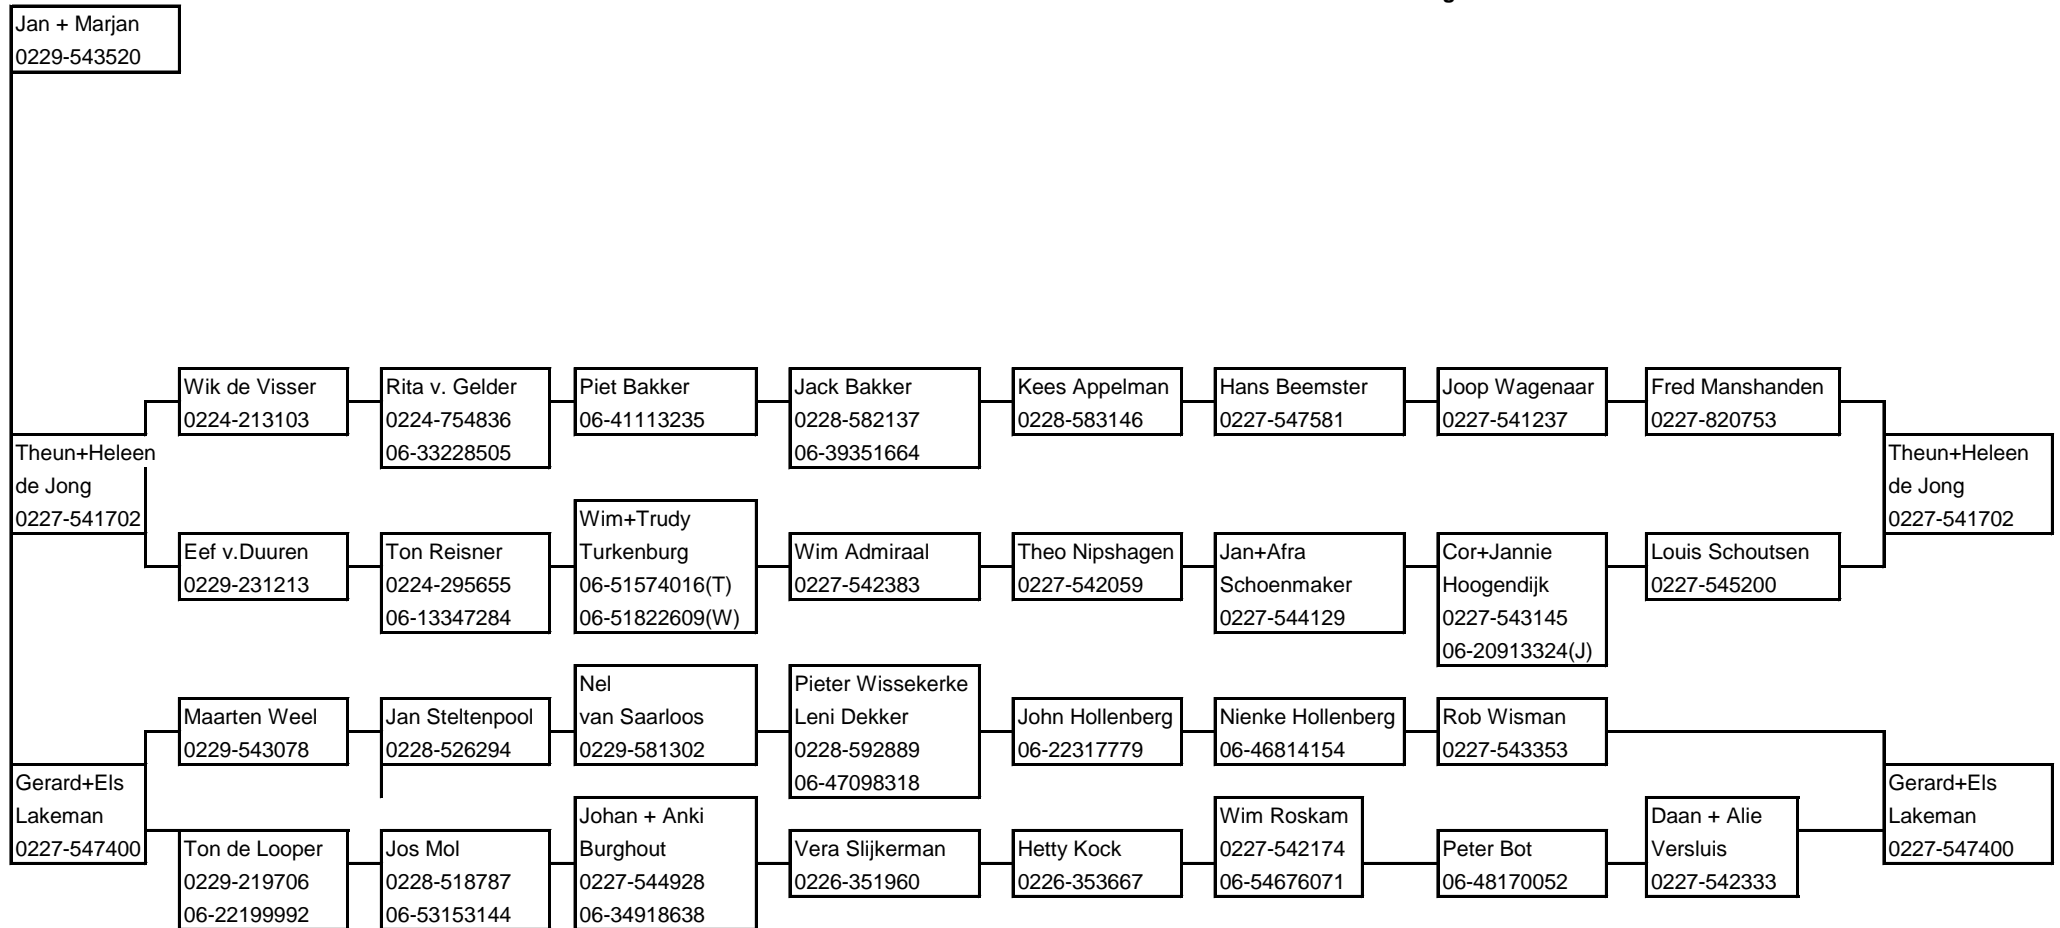 Jan + Marjan
0229-543520
Theun+Heleen
de Jong
0227-541702
Wik de Visser
0224-213103
Rita v. Gelder
0224-754836
06-33228505
Piet Bakker
06-41113235
Jack Bakker
0228-582137
06-39351664
Kees Appelman
0228-583146
Hans Beemster
0227-547581
Joop Wagenaar
0227-541237
Fred Manshanden
0227-820753
Theun+Heleen
de Jong
0227-541702
Eef v.Duuren
0229-231213
Ton Reisner
0224-295655
06-13347284
Wim+Trudy
Turkenburg
06-51574016(T)
06-51822609(W)
Wim Admiraal
0227-542383
Theo Nipshagen
0227-542059
Jan+Afra
Schoenmaker
0227-544129
Cor+Jannie
Hoogendijk
0227-543145
06-20913324(J)
Louis Schoutsen
0227-545200
Gerard+Els
Lakeman
0227-547400
Maarten Weel
0229-543078
Jan Steltenpool
0228-526294
Nel
van Saarloos
0229-581302
Pieter Wissekerke
Leni Dekker
0228-592889
06-47098318
John Hollenberg
06-22317779
Nienke Hollenberg
06-46814154
Rob Wisman
0227-543353
Gerard+Els
Lakeman
0227-547400
Ton de Looper
0229-219706
06-22199992
Jos Mol
0228-518787
06-53153144
Johan + Anki
Burghout
0227-544928
06-34918638
Vera Slijkerman
0226-351960
Hetty Kock
0226-353667
Wim Roskam
0227-542174
06-54676071
Peter Bot
06-48170052
Daan + Alie
Versluis
0227-542333